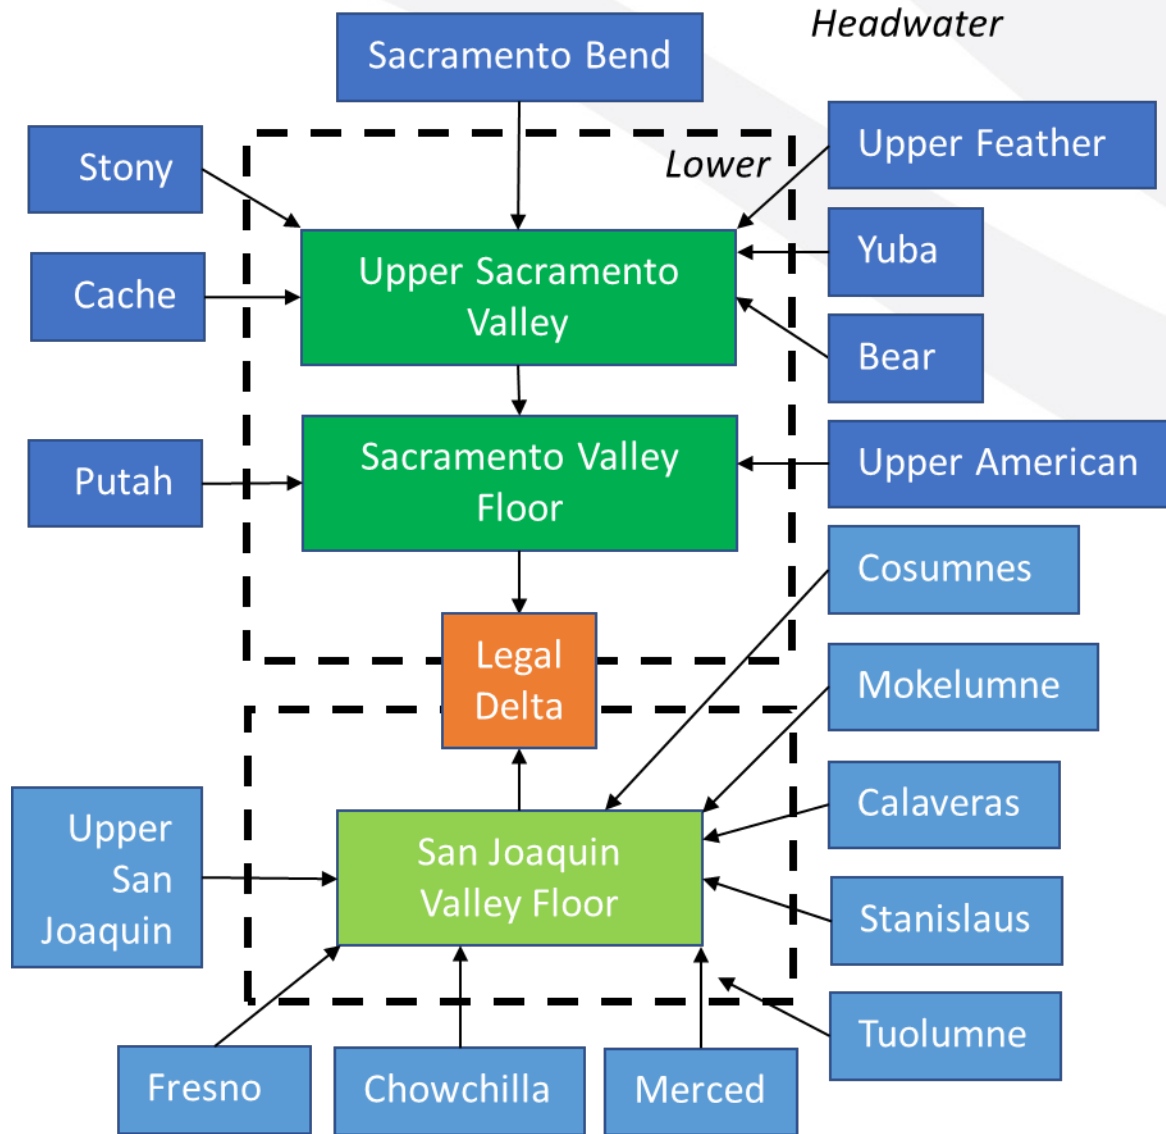 Headwater
Sacramento Bend
Stony
Lower
Upper Feather
Upper Sacramento
Valley
Yuba
Cache
Bear
Sacramento Valley
Floor
Upper American
Putah
Cosumnes
Legal
Delta
Mokelumne
Calaveras
Upper
San
Joaquin
San Joaquin
Valley Floor
Stanislaus
Tuolumne
Fresno
Chowchilla
Merced